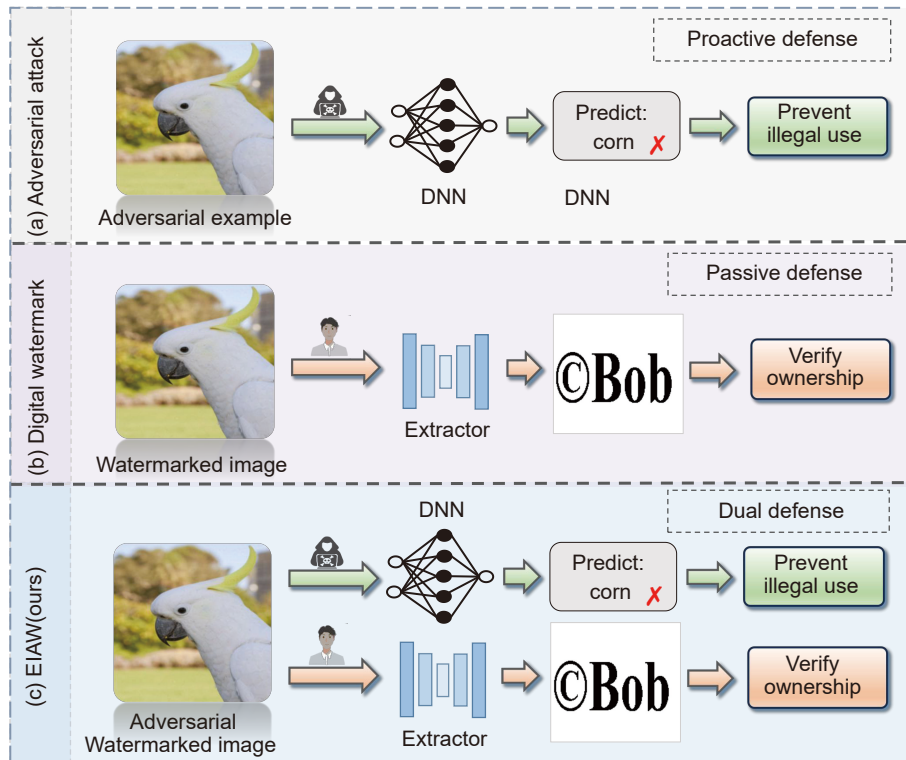 (a) Adversarial attack
Proactive defense
Predict:
corn ✗
Prevent
illegal use
DNN
DNN
Adversarial example
(b) Digital watermark
Passive defense
©Bob
Verify
ownership
Extractor
Watermarked image
(c) EIAW(ours)
DNN
Dual defense
Predict:
corn ✗
Prevent
illegal use
©Bob
Verify
ownership
Adversarial
Watermarked image
Extractor